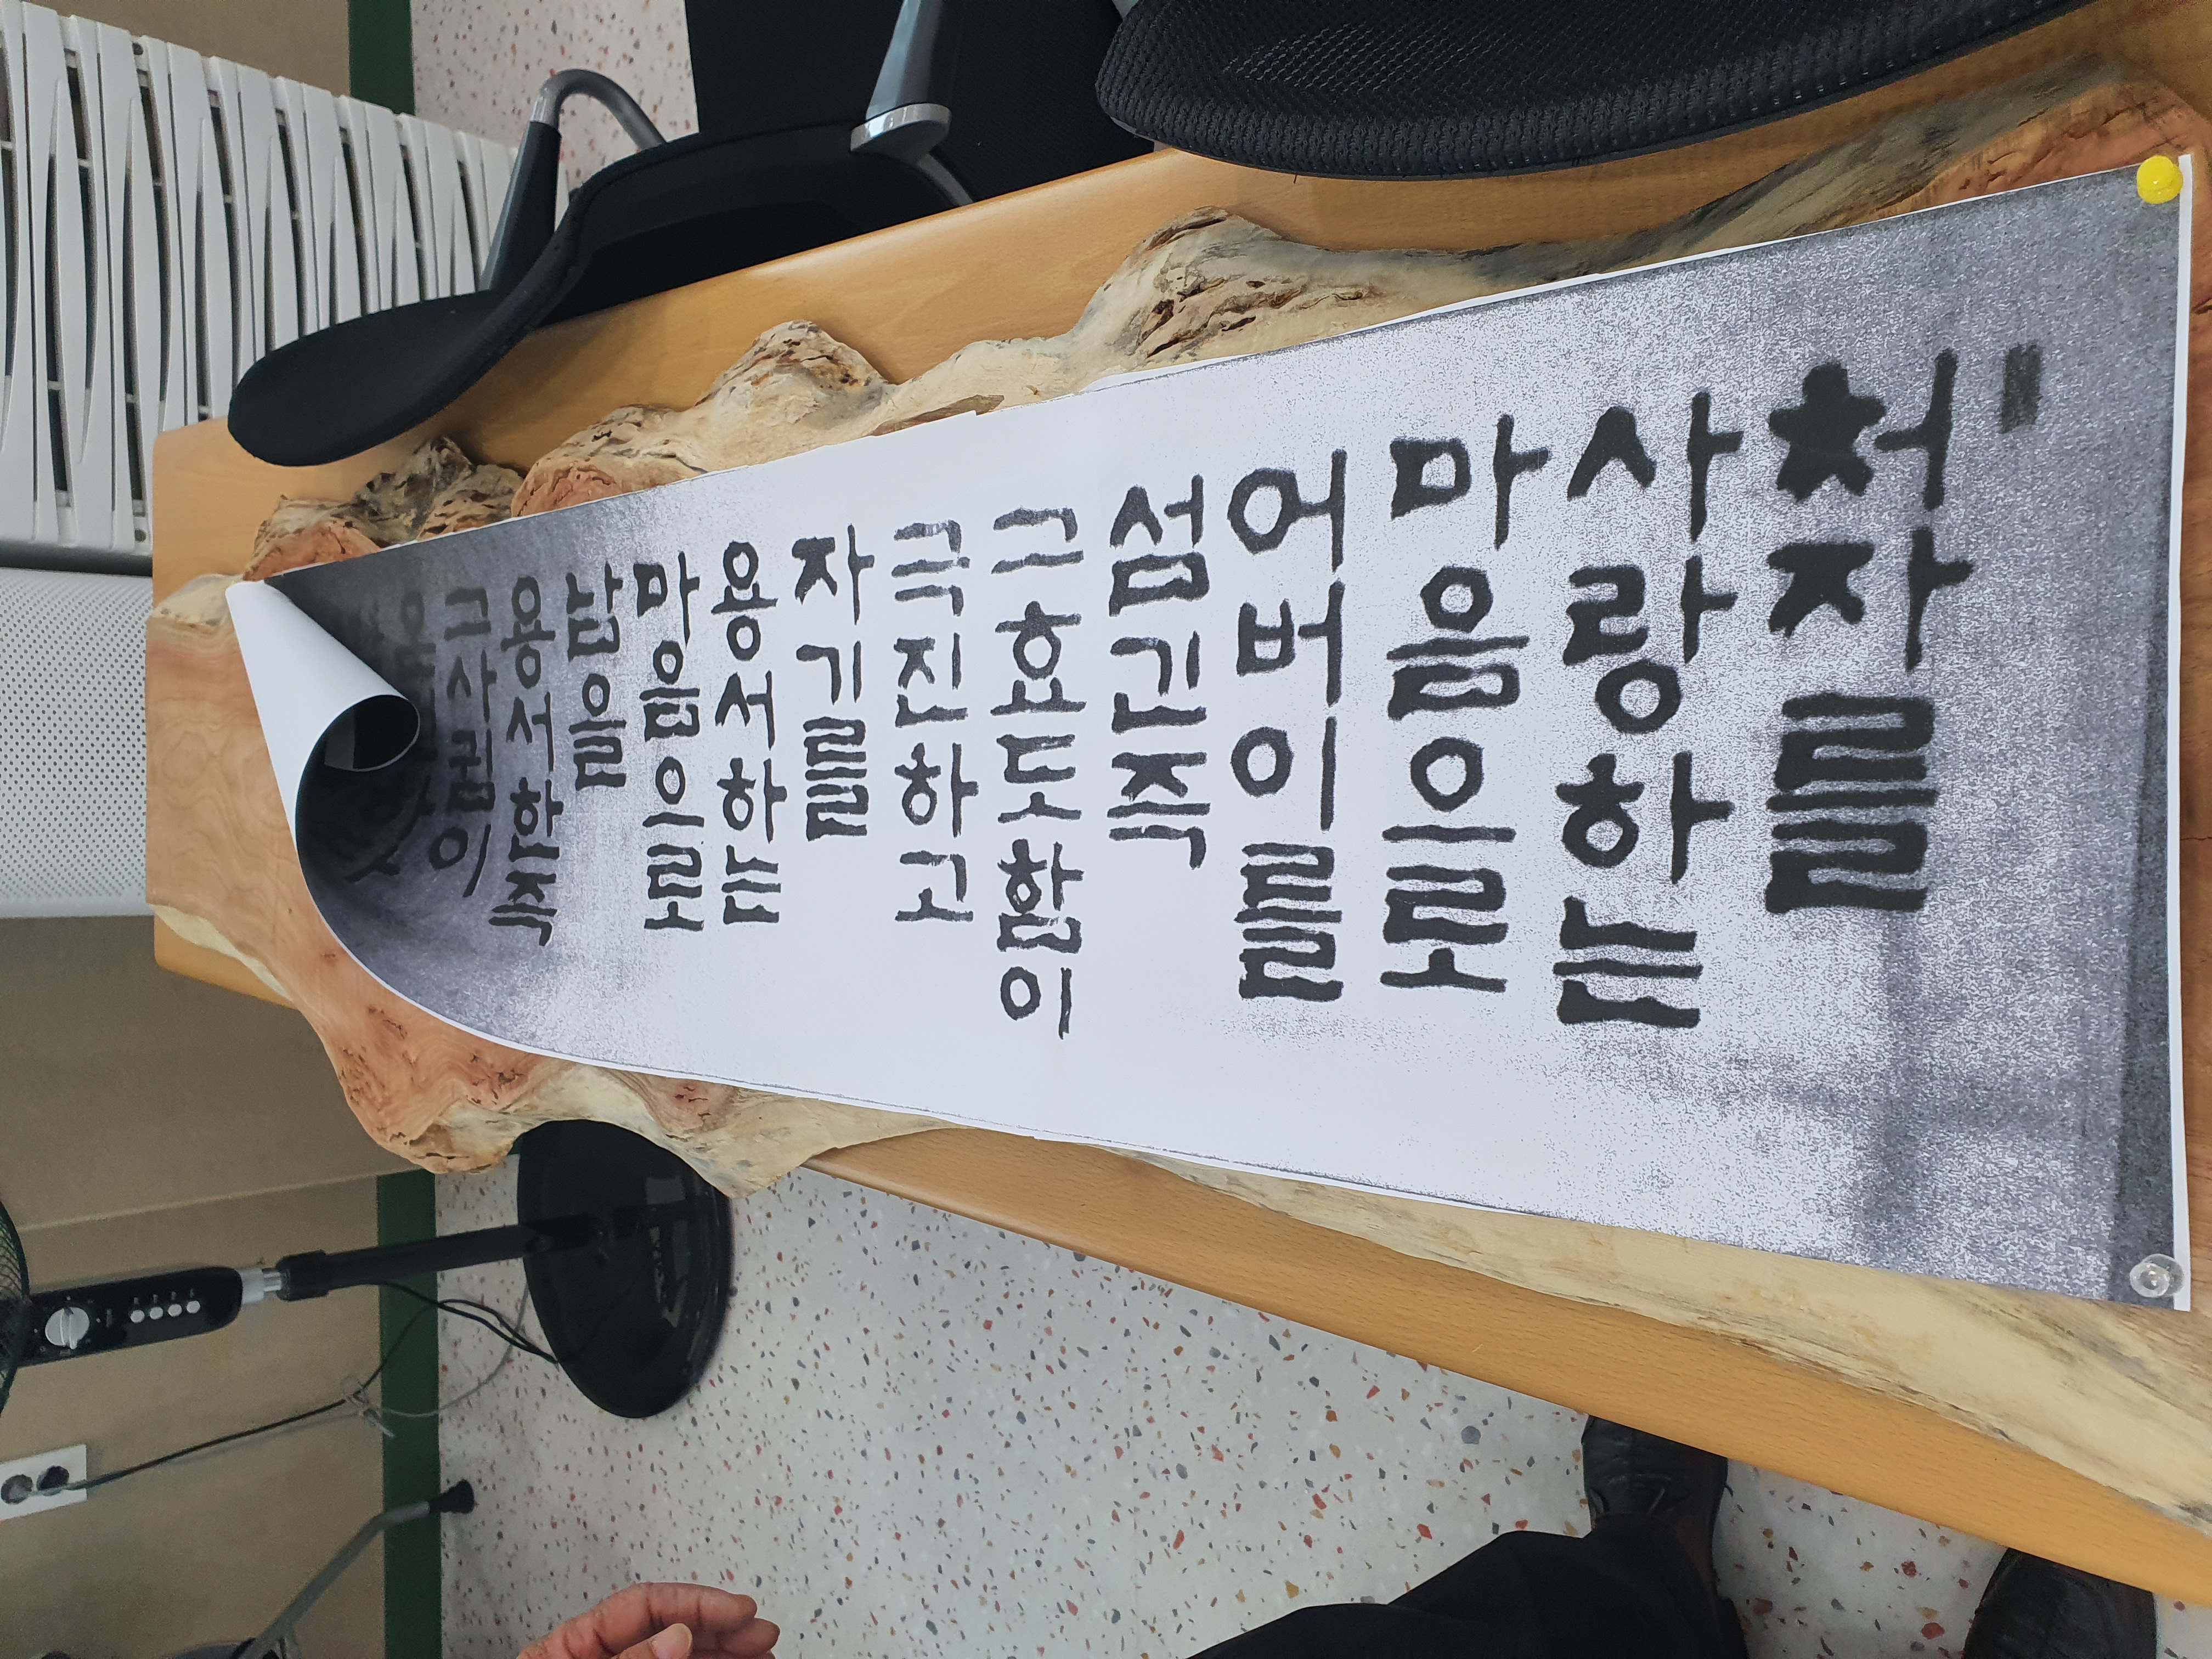 처자를
사랑하는
마음으로
어버이를
섬긴즉
그효도함이
극진하고
자기를
용서하는
마음으로
남을
용서한즉
그사귐이